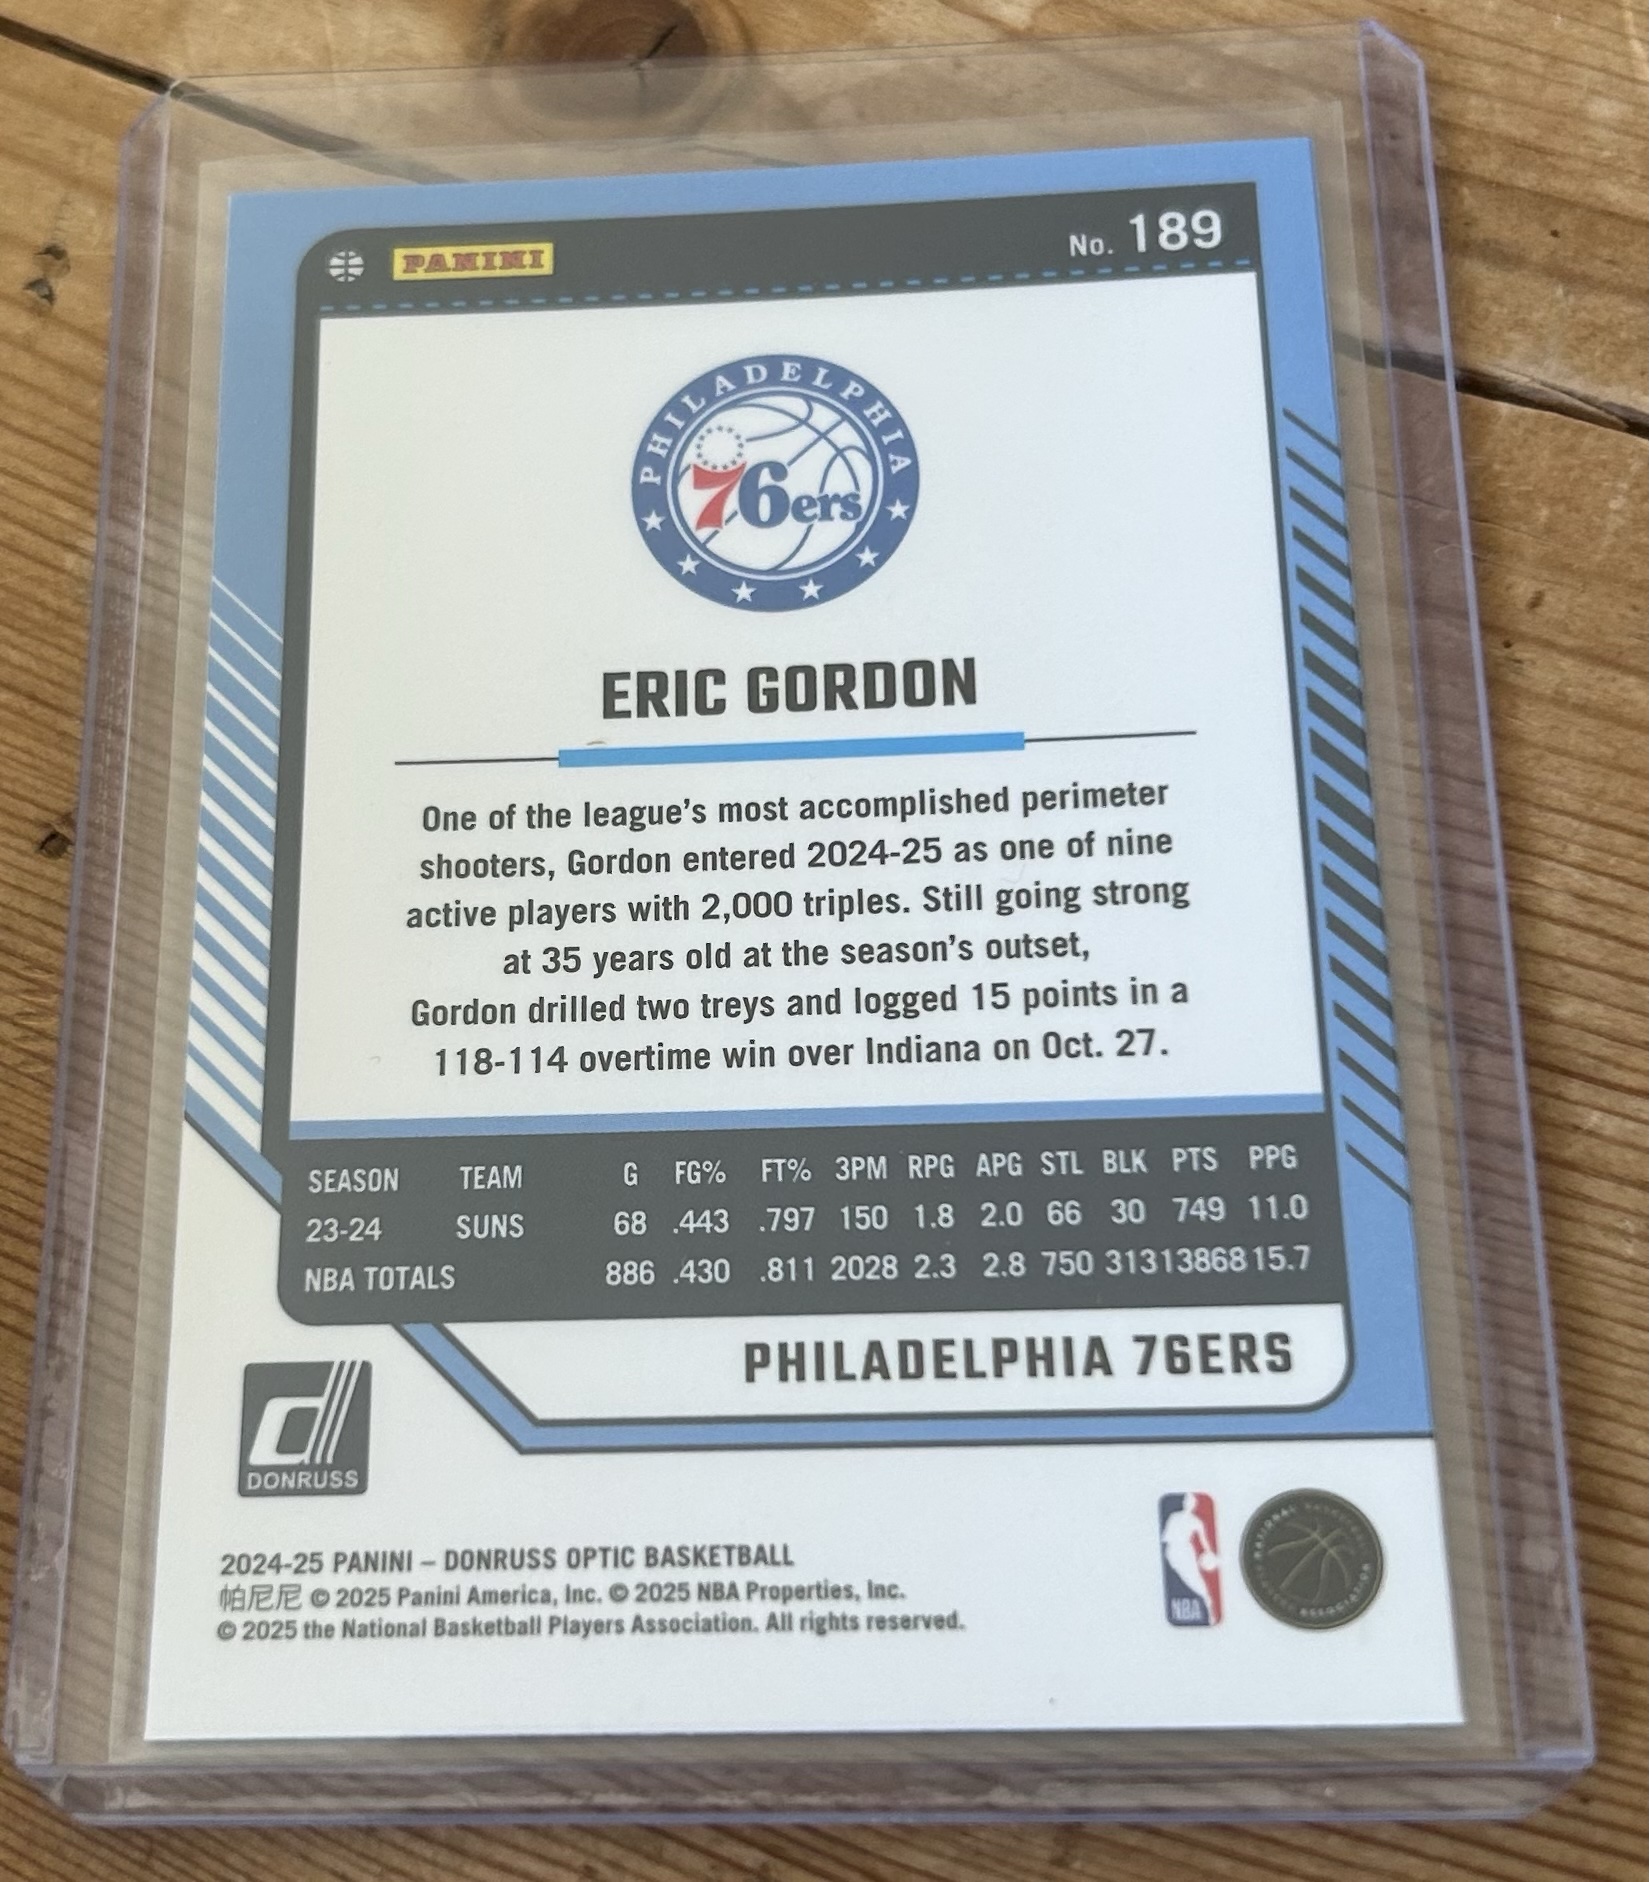 PANINI
No. 189
PHILADELPHIA
76ers
ERIC GORDON
One of the league's most accomplished perimeter
shooters, Gordon entered 2024-25 as one of nine
active players with 2,000 triples. Still going strong
at 35 years old at the season's outset,
Gordon drilled two treys and logged 15 points in a
118-114 overtime win over Indiana on Oct. 27.
SEASON TEAM G FG% FT% 3PM RPG APG STL BLK PTS PPG
23-24 SUNS 68 .443 .797 150 1.8 2.0 66 30 749 11.0
NBA TOTALS 886 .430 .811 2028 2.3 2.8 750 313 13868 15.7
PHILADELPHIA 76ERS
d
DONRUSS
2024-25 PANINI – DONRUSS OPTIC BASKETBALL
帕尼尼 © 2025 Panini America, Inc. © 2025 NBA Properties, Inc.
© 2025 the National Basketball Players Association. All rights reserved.
NBA
NATIONAL BASKETBALL
PLAYERS ASSOCIATION